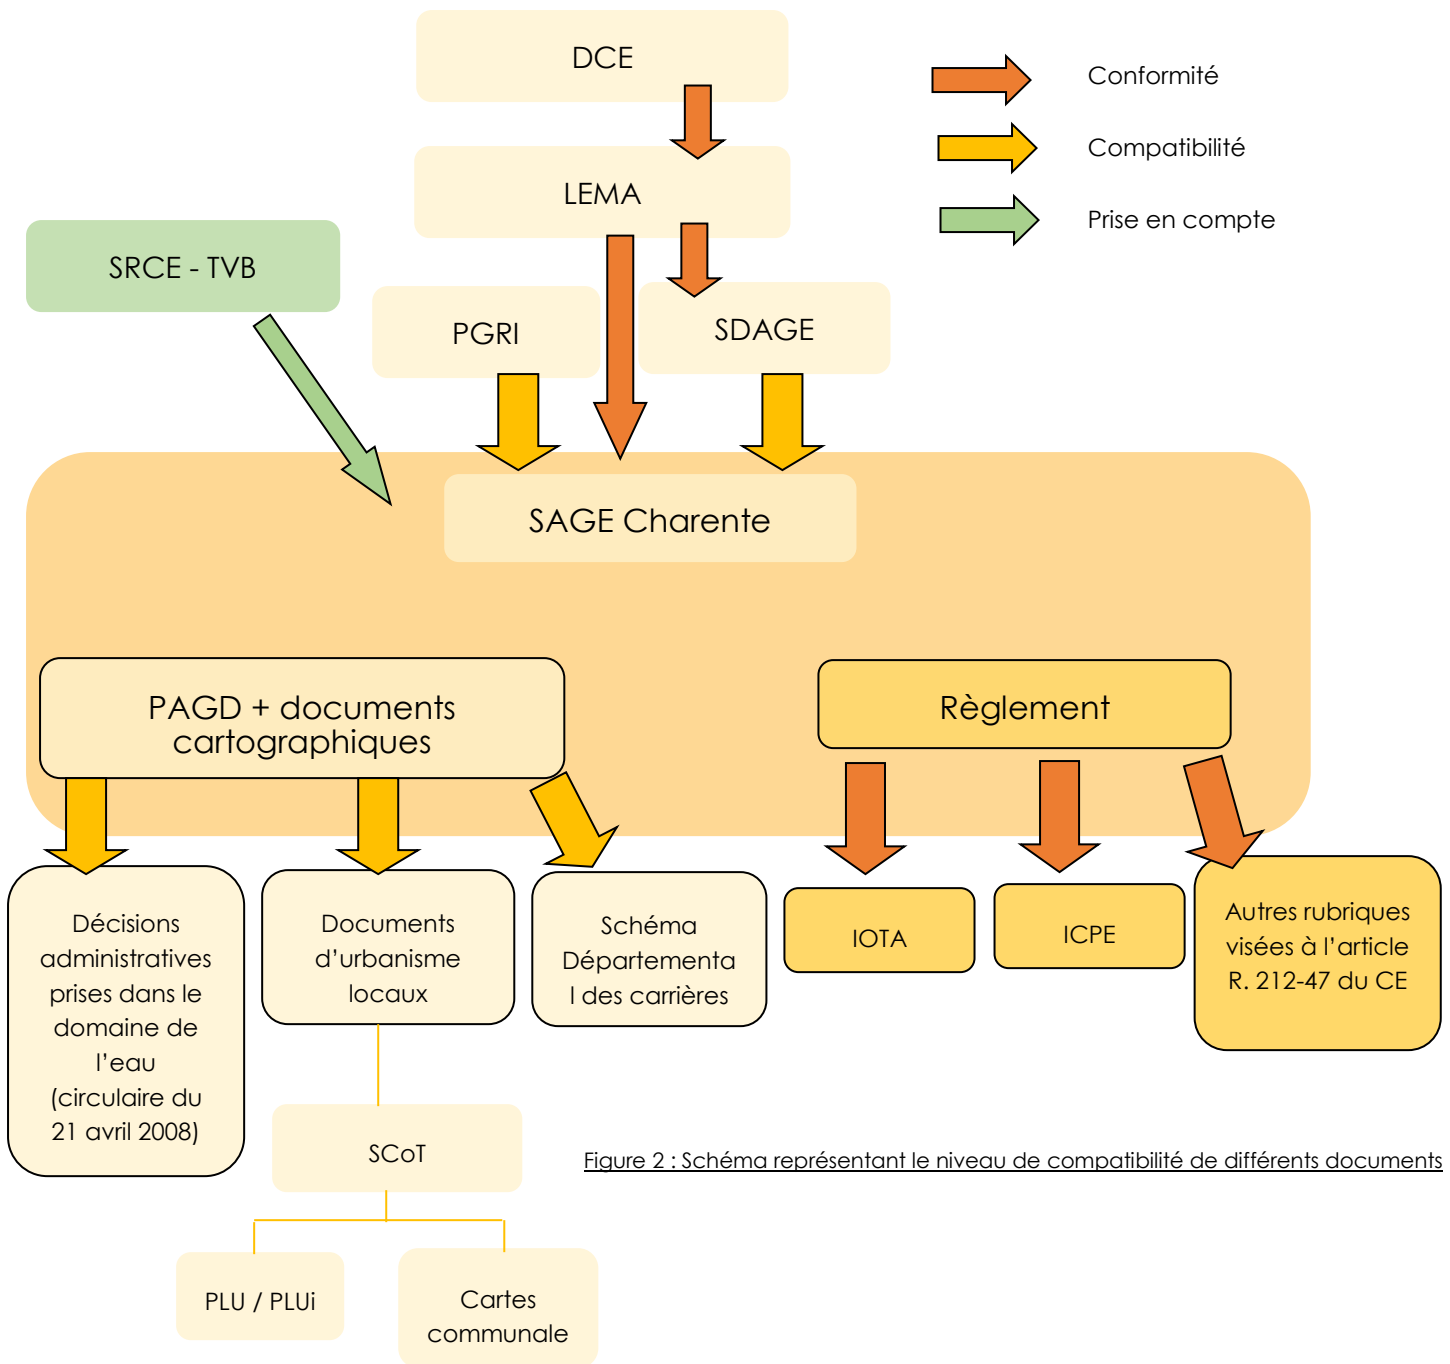 DCE
Conformité
Compatibilité
LEMA
Prise en compte
SRCE - TVB
PGRI
SDAGE
SAGE Charente
PAGD + documents
cartographiques
Règlement
Décisions
administratives
prises dans le
domaine de
l’eau
(circulaire du
21 avril 2008)
Documents
d’urbanisme
locaux
Schéma
Départementa
l des carrières
IOTA
ICPE
Autres rubriques
visées à l’article
R. 212-47 du CE
SCoT
Figure 2 : Schéma représentant le niveau de compatibilité de différents documents
PLU / PLUi
Cartes
communale